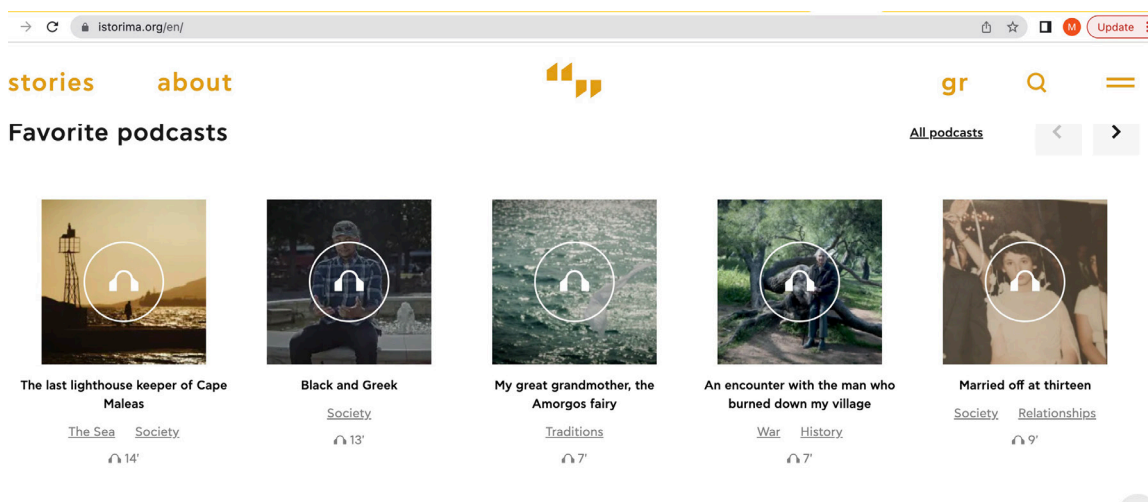 istorima.org/en/
M
Update
stories about gr
Favorite podcasts
All podcasts
The last lighthouse keeper of Cape
Maleas
The Sea Society
14'
Black and Greek
Society
13'
My great grandmother, the
Amorgos fairy
Traditions
7'
An encounter with the man who
burned down my village
War History
7'
Married off at thirteen
Society Relationships
9'